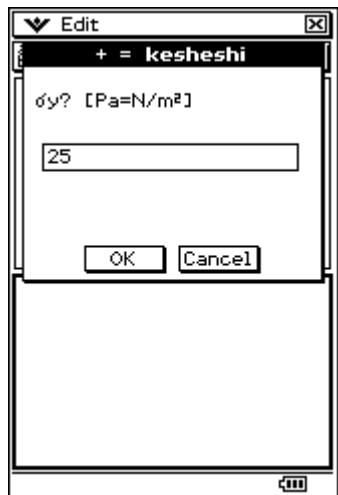 Edit
+ = kesheshi
σy? [Pa=N/m²]
25
OK Cancel